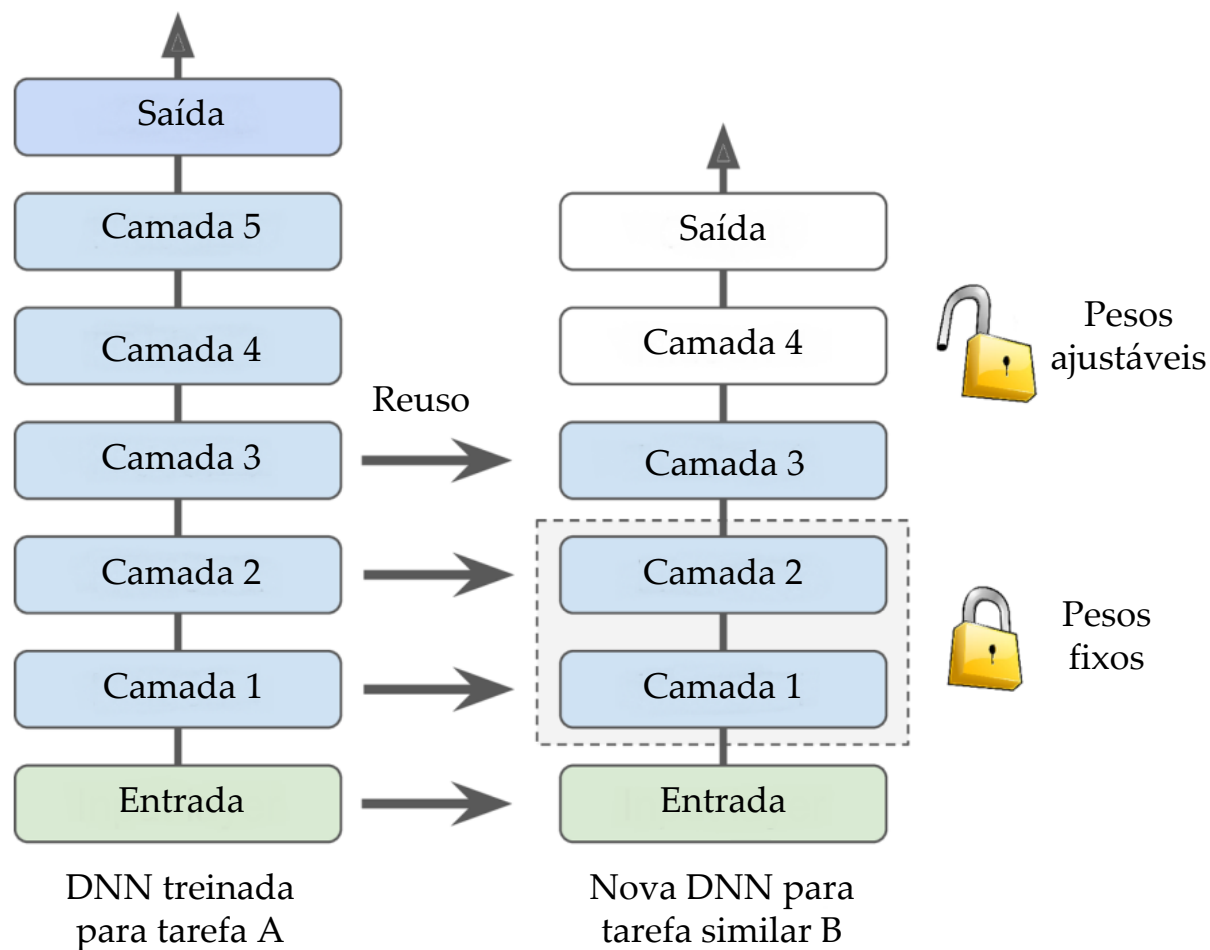 Saída
Camada 5
Camada 4
Reuso
Camada 3
Camada 2
Camada 1
Entrada
DNN treinada
para tarefa A
Saída
Camada 4
Camada 3
Camada 2
Camada 1
Entrada
Nova DNN para
tarefa similar B
Pesos
ajustáveis
Pesos
fixos